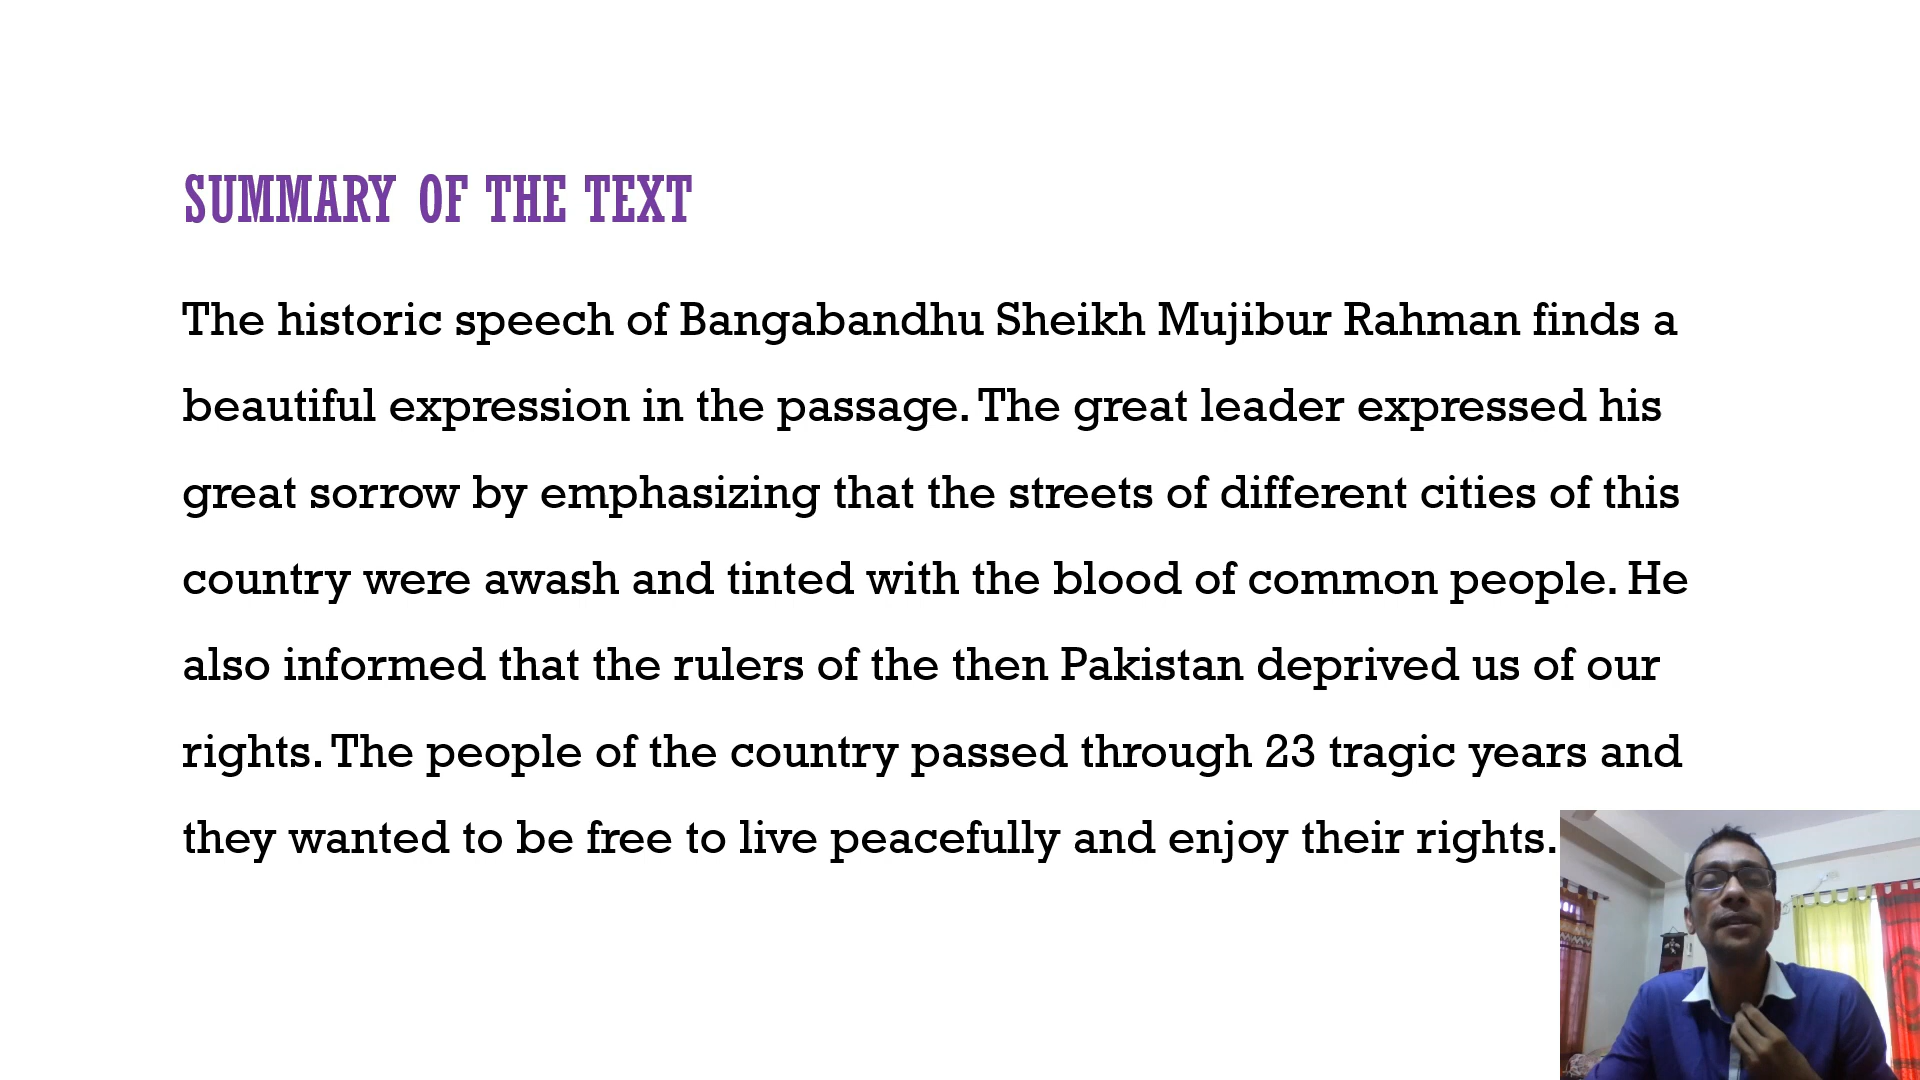 SUMMARY OF THE TEXT
The historic speech of Bangabandhu Sheikh Mujibur Rahman finds a
beautiful expression in the passage. The great leader expressed his
great sorrow by emphasizing that the streets of different cities of this
country were awash and tinted with the blood of common people. He
also informed that the rulers of the then Pakistan deprived us of our
rights. The people of the country passed through 23 tragic years and
they wanted to be free to live peacefully and enjoy their rights.